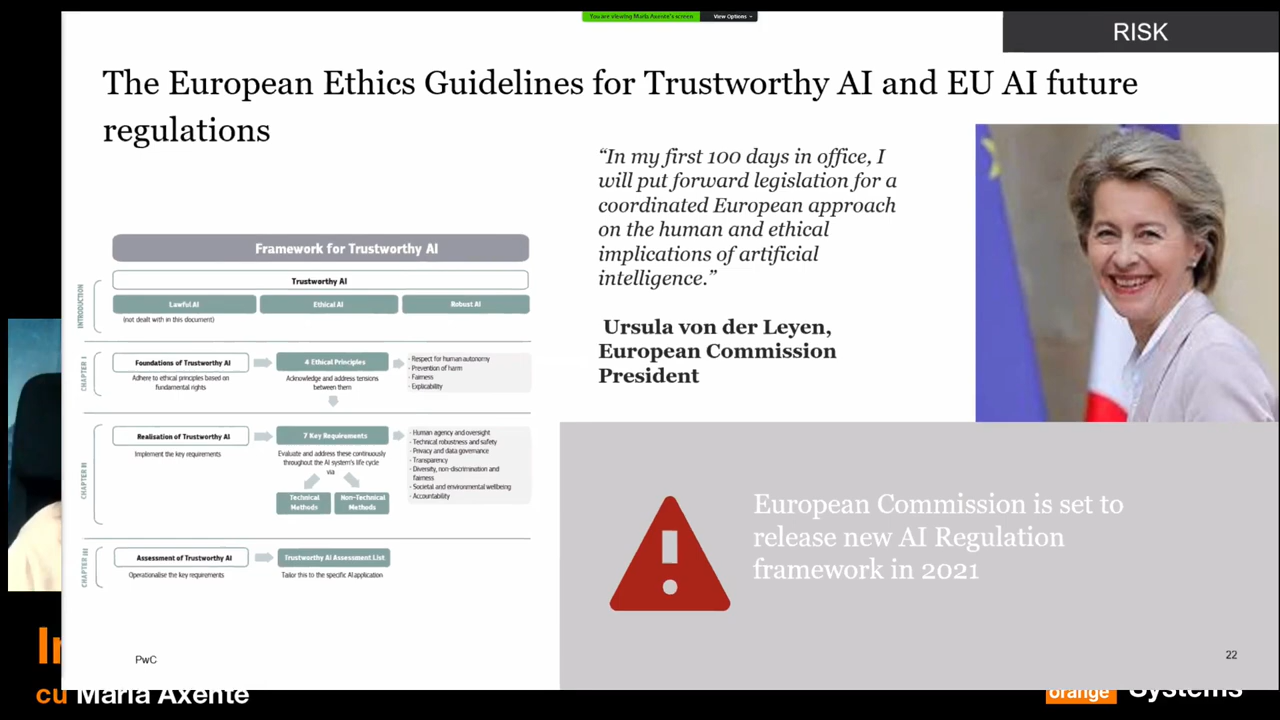 You are viewing Maria Axente's screen
View Options
RISK
The European Ethics Guidelines for Trustworthy AI and EU AI future
regulations
“In my first 100 days in office, I
will put forward legislation for a
coordinated European approach
on the human and ethical
implications of artificial
intelligence.”
Ursula von der Leyen,
European Commission
President
Framework for Trustworthy AI
INTRODUCTION
Trustworthy AI
Lawful AI
Ethical AI
Robust AI
(not dealt with in this document)
CHAPTER I
Foundations of Trustworthy AI
Adhere to ethical principles based on
fundamental rights
4 Ethical Principles
Acknowledge and address tensions
between them
· Respect for human autonomy
· Prevention of harm
· Fairness
· Explicability
CHAPTER II
Realisation of Trustworthy AI
Implement the key requirements
7 Key Requirements
Evaluate and address these continuously
throughout the AI system's life cycle
via
Technical
Methods
Non-Technical
Methods
· Human agency and oversight
· Technical robustness and safety
· Privacy and data governance
· Transparency
· Diversity, non-discrimination and
fairness
· Societal and environmental wellbeing
· Accountability
CHAPTER III
Assessment of Trustworthy AI
Operationalise the key requirements
Trustworthy AI Assessment List
Tailor this to the specific AI application
European Commission is set to
release new AI Regulation
framework in 2021
PwC
22
cu Maria Axente
orange
Systems